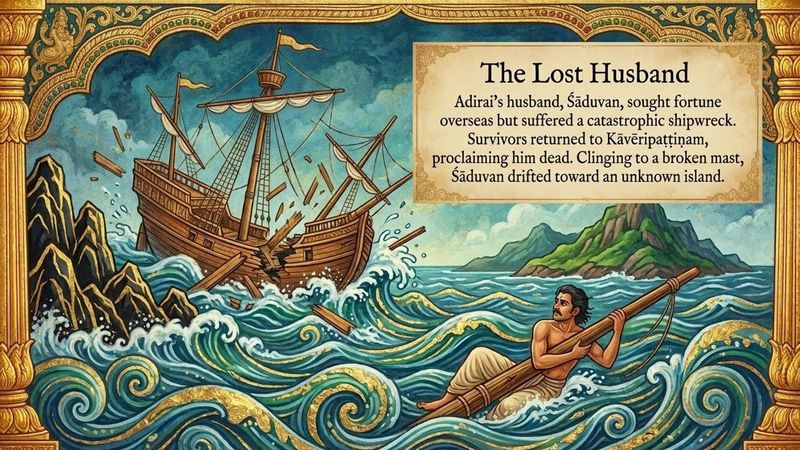 The Lost Husband
Adirai's husband, Śāduvan, sought fortune
overseas but suffered a catastrophic shipwreck.
Survivors returned to Kāvēripaṭṭiṇam,
proclaiming him dead. Clinging to a broken mast,
Śāduvan drifted toward an unknown island.